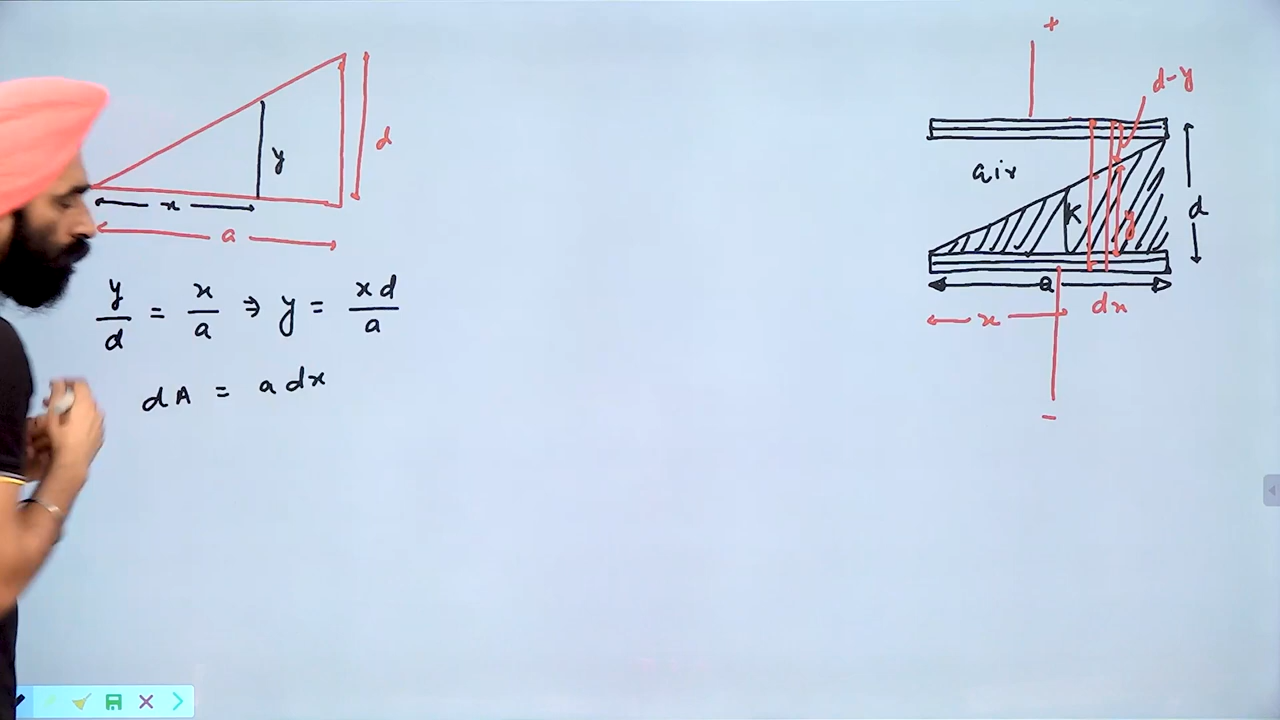 y
d
x
a
y/d = x/a ⇒ y = xd/a
dA = a dx
+
d-y
air
K
y
d
a
x
dx
-